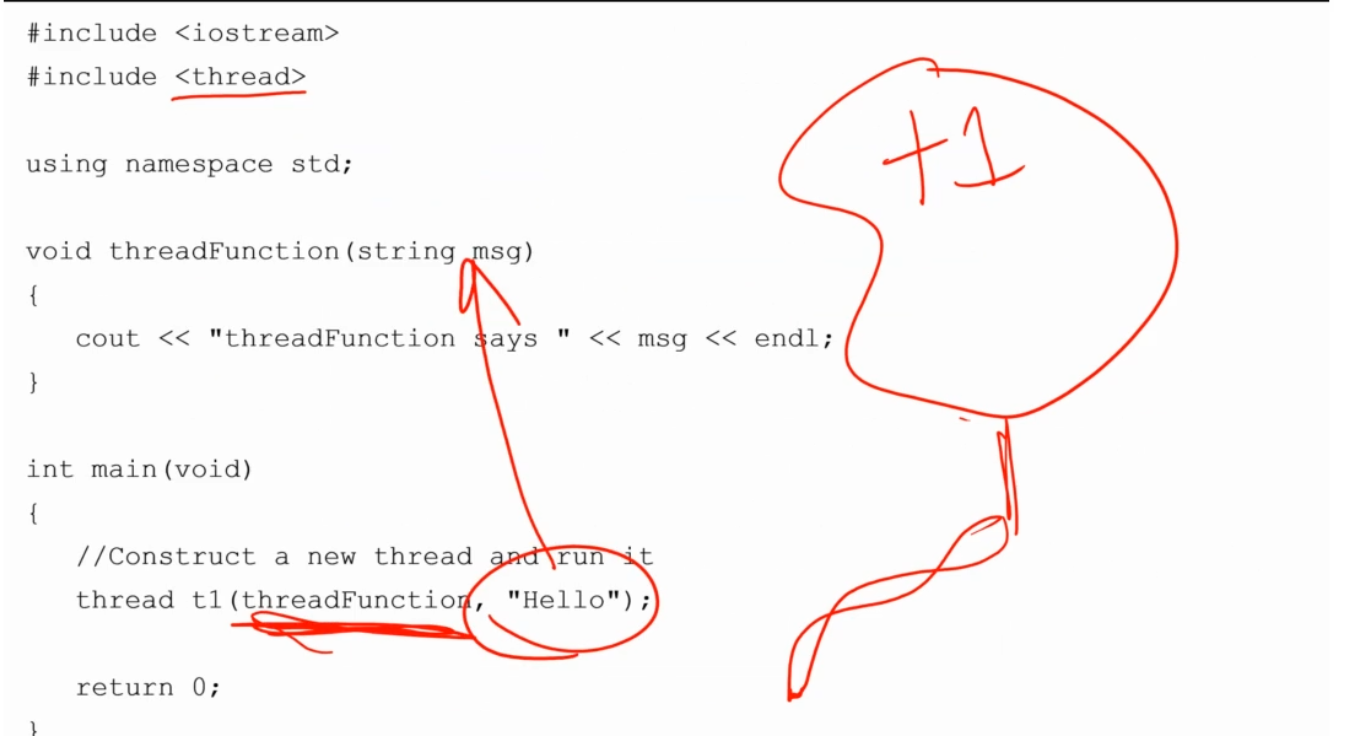 #include <iostream>
#include <thread>
using namespace std;
void threadFunction(string msg)
{
cout << "threadFunction says " << msg << endl;
}
int main(void)
{
//Construct a new thread and run it
thread t1(threadFunction, "Hello");
return 0;
}
+1